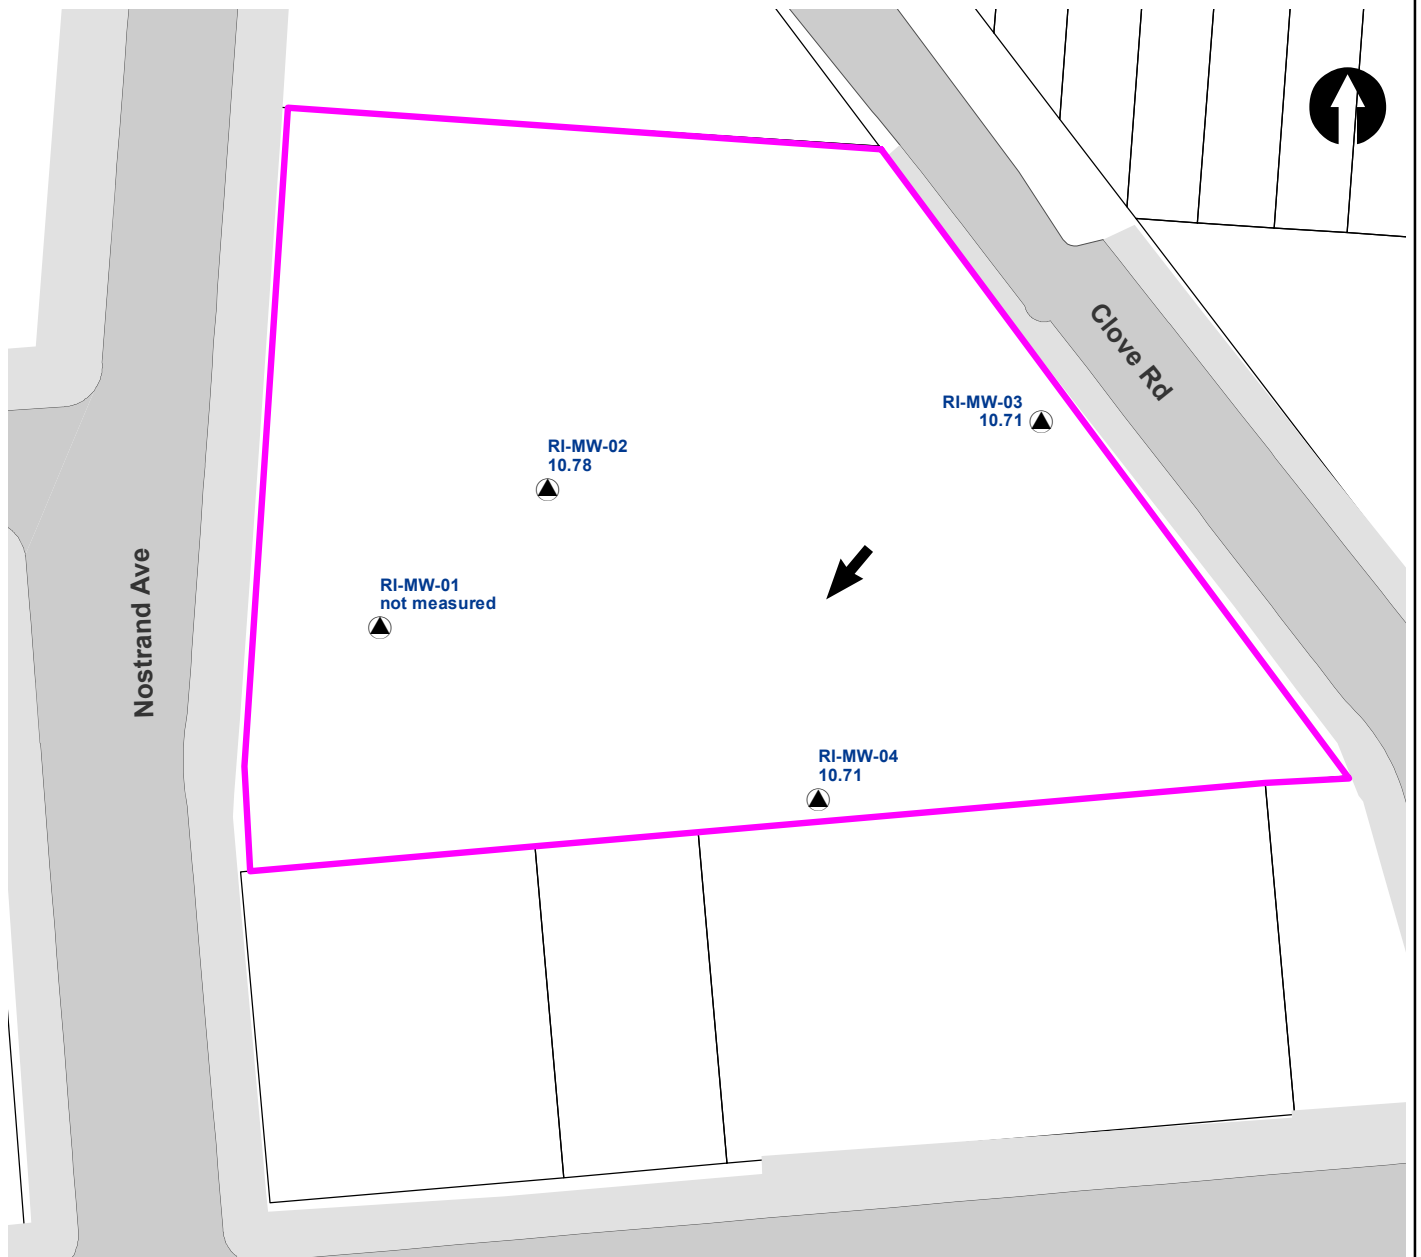 Clove Rd
RI-MW-03
10.71
RI-MW-02
10.78
Nostrand Ave
RI-MW-01
not measured
RI-MW-04
10.71